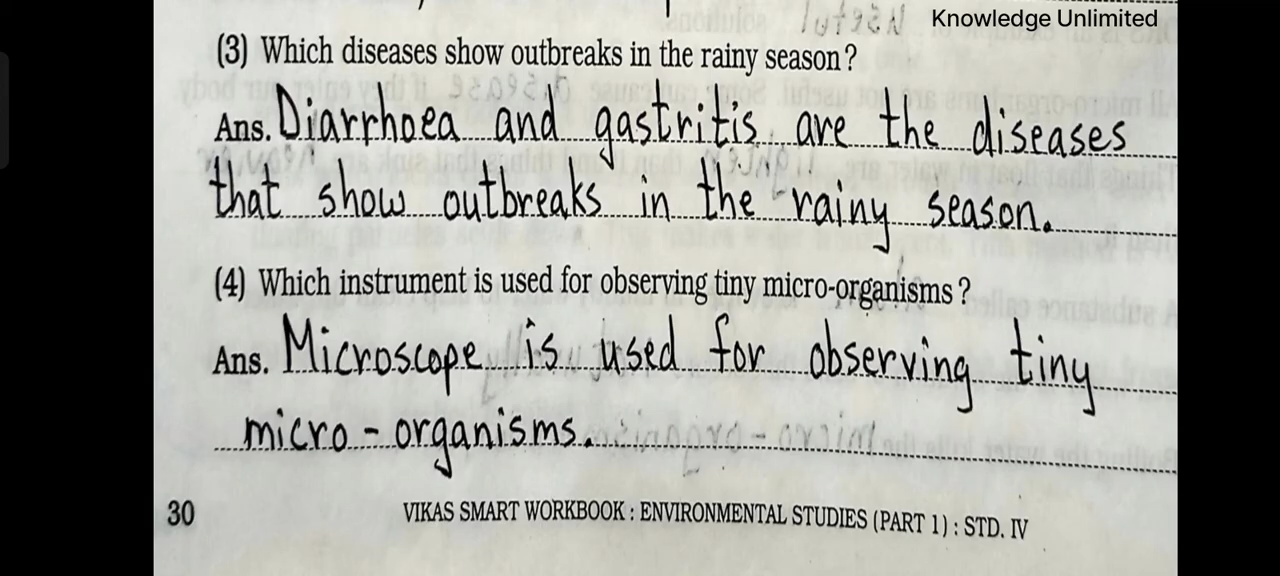 Knowledge Unlimited
(3) Which diseases show outbreaks in the rainy season?
Ans. Diarrhoea and gastritis are the diseases
that show outbreaks in the rainy season.
(4) Which instrument is used for observing tiny micro-organisms?
Ans. Microscope is used for observing tiny
micro-organisms.
30 VIKAS SMART WORKBOOK : ENVIRONMENTAL STUDIES (PART 1) : STD. IV